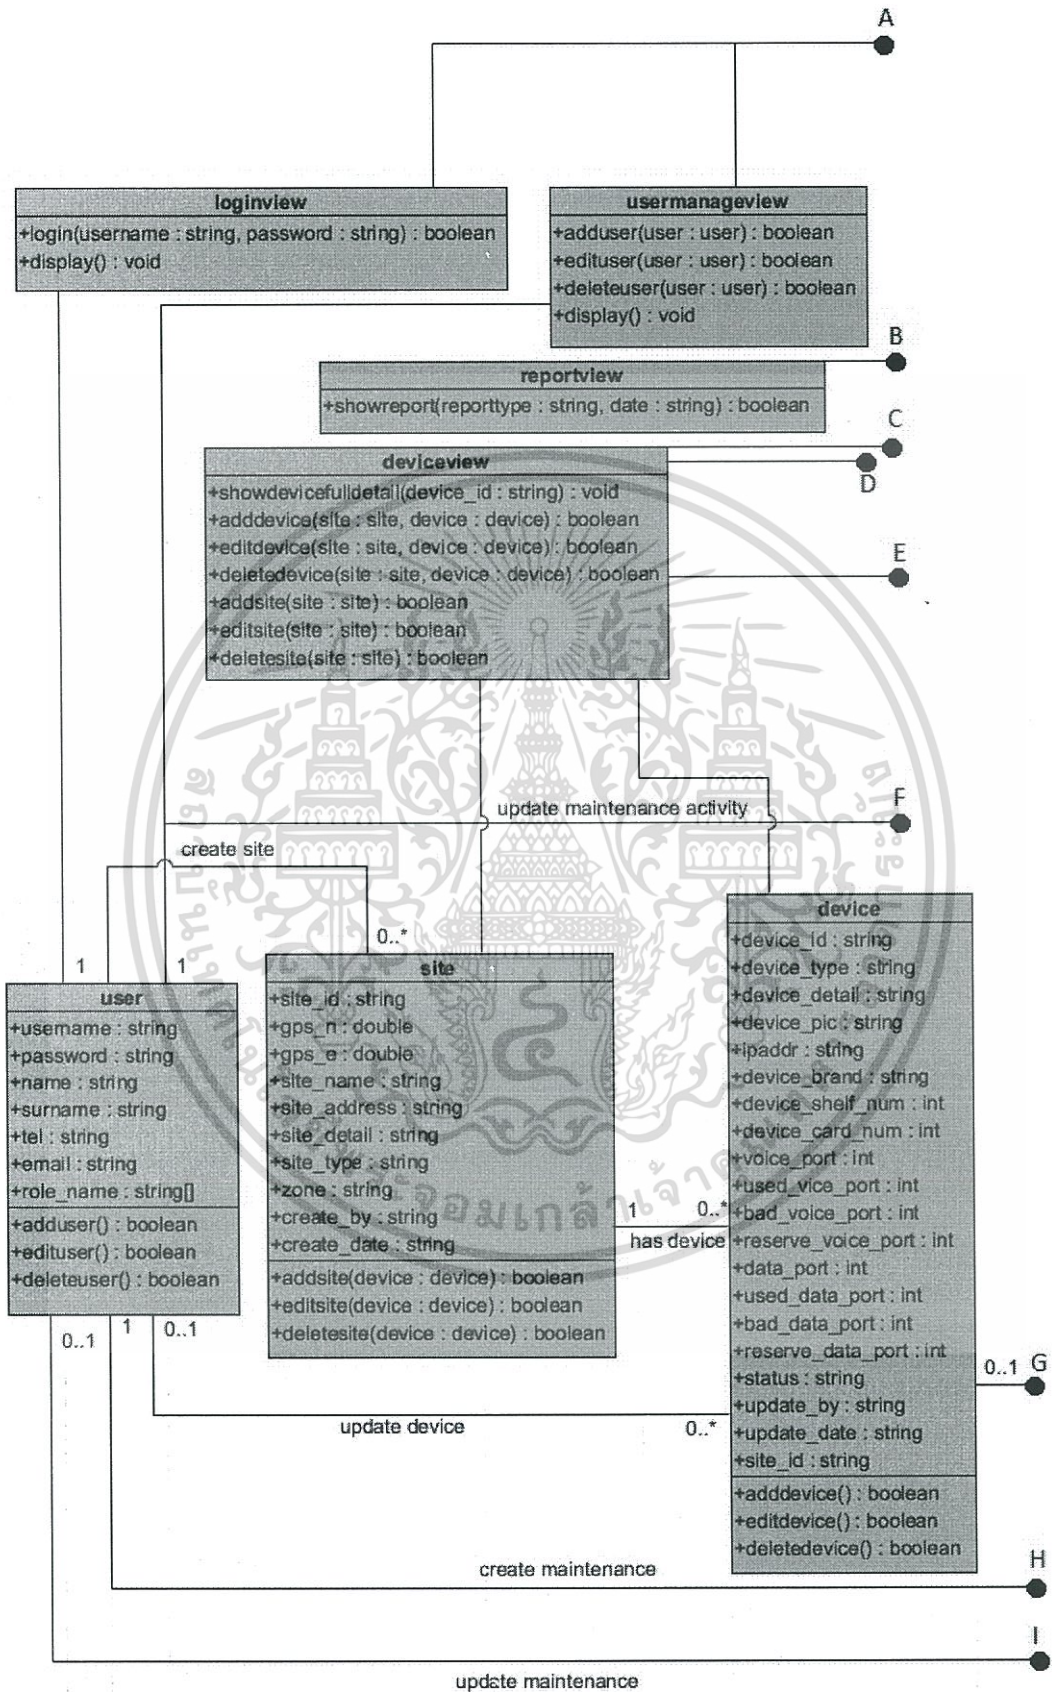 A
loginview
+login(username : string, password : string) : boolean
+display() : void
usermanageview
+adduser(user : user) : boolean
+edituser(user : user) : boolean
+deleteuser(user : user) : boolean
+display() : void
B
reportview
+showreport(reporttype : string, date : string) : boolean
C
D
deviceview
+showdevicefulldetail(device_id : string) : void
+adddevice(site : site, device : device) : boolean
+editdevice(site : site, device : device) : boolean
+deletedevice(site : site, device : device) : boolean
+addsite(site : site) : boolean
+editsite(site : site) : boolean
+deletesite(site : site) : boolean
E
update maintenance activity
F
create site
0..*
1
1
user
+username : string
+password : string
+name : string
+surname : string
+tel : string
+email : string
+role_name : string[]
+adduser() : boolean
+edituser() : boolean
+deleteuser() : boolean
site
+site_id : string
+gps_n : double
+gps_e : double
+site_name : string
+site_address : string
+site_detail : string
+site_type : string
+zone : string
+create_by : string
+create_date : string
+addsite(device : device) : boolean
+editsite(device : device) : boolean
+deletesite(device : device) : boolean
1
0..*
has device
device
+device_id : string
+device_type : string
+device_detail : string
+device_pic : string
+ipaddr : string
+device_brand : string
+device_shelf_num : int
+device_card_num : int
+voice_port : int
+used_vice_port : int
+bad_voice_port : int
+reserve_voice_port : int
+data_port : int
+used_data_port : int
+bad_data_port : int
+reserve_data_port : int
+status : string
+update_by : string
+update_date : string
+site_id : string
+adddevice() : boolean
+editdevice() : boolean
+deletedevice() : boolean
0..1
G
0..1
1
0..1
update device
0..*
create maintenance
H
update maintenance
I
จอมเกล้าเจ้า